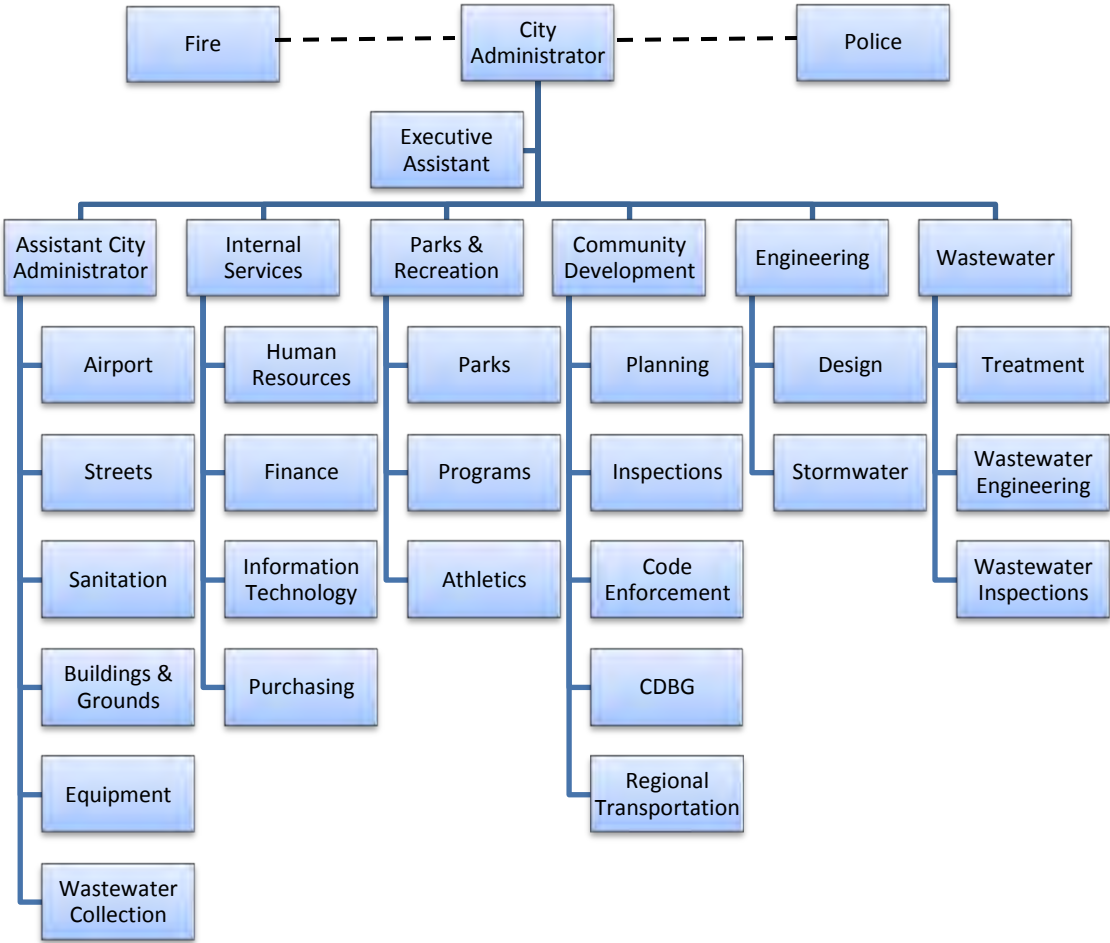 Fire
City
Administrator
Police
Executive
Assistant
Assistant City
Administrator
Internal
Services
Parks &
Recreation
Community
Development
Engineering
Wastewater
Airport
Human
Resources
Parks
Planning
Design
Treatment
Streets
Finance
Programs
Inspections
Stormwater
Wastewater
Engineering
Sanitation
Information
Technology
Athletics
Code
Enforcement
Wastewater
Inspections
Buildings &
Grounds
Purchasing
CDBG
Equipment
Regional
Transportation
Wastewater
Collection